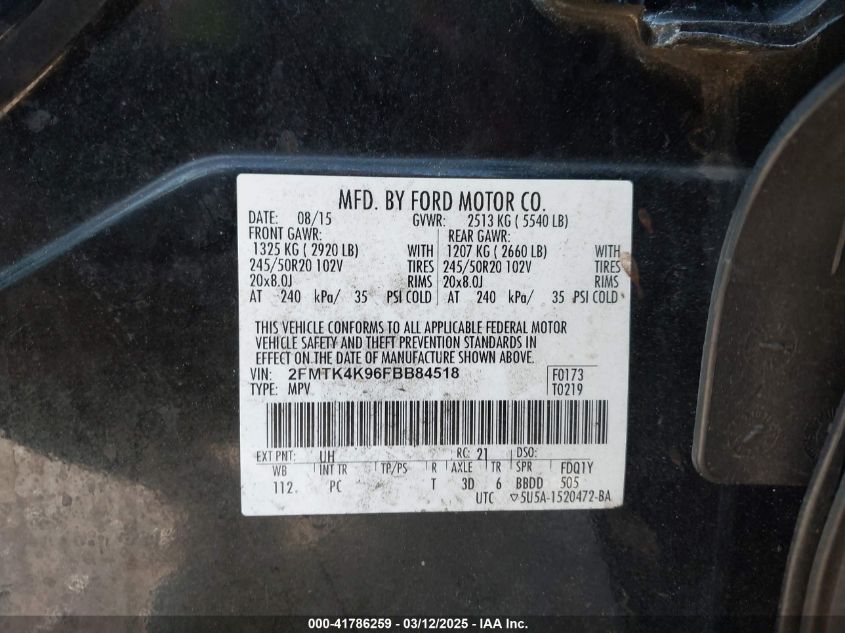 MFD. BY FORD MOTOR CO.
DATE: 08/15 GVWR: 2513 KG ( 5540 LB)
FRONT GAWR: REAR GAWR:
1325 KG ( 2920 LB) WITH 1207 KG ( 2660 LB) WITH
245/50R20 102V TIRES 245/50R20 102V TIRES
20x8.0J RIMS 20x8.0J RIMS
AT 240 kPa/ 35 PSI COLD AT 240 kPa/ 35 PSI COLD
THIS VEHICLE CONFORMS TO ALL APPLICABLE FEDERAL MOTOR
VEHICLE SAFETY AND THEFT PREVENTION STANDARDS IN
EFFECT ON THE DATE OF MANUFACTURE SHOWN ABOVE.
VIN: 2FMTK4K96FBB84518 F0173
TYPE: MPV T0219
EXT PNT: UH RC: 21 DSO:
WB INT TR TP/PS R AXLE TR SPR FDQ1Y
112. PC T 3D 6 BBDD 505
UTC ▽5U5A-1520472-BA
000-41786259 - 03/12/2025 - IAA Inc.